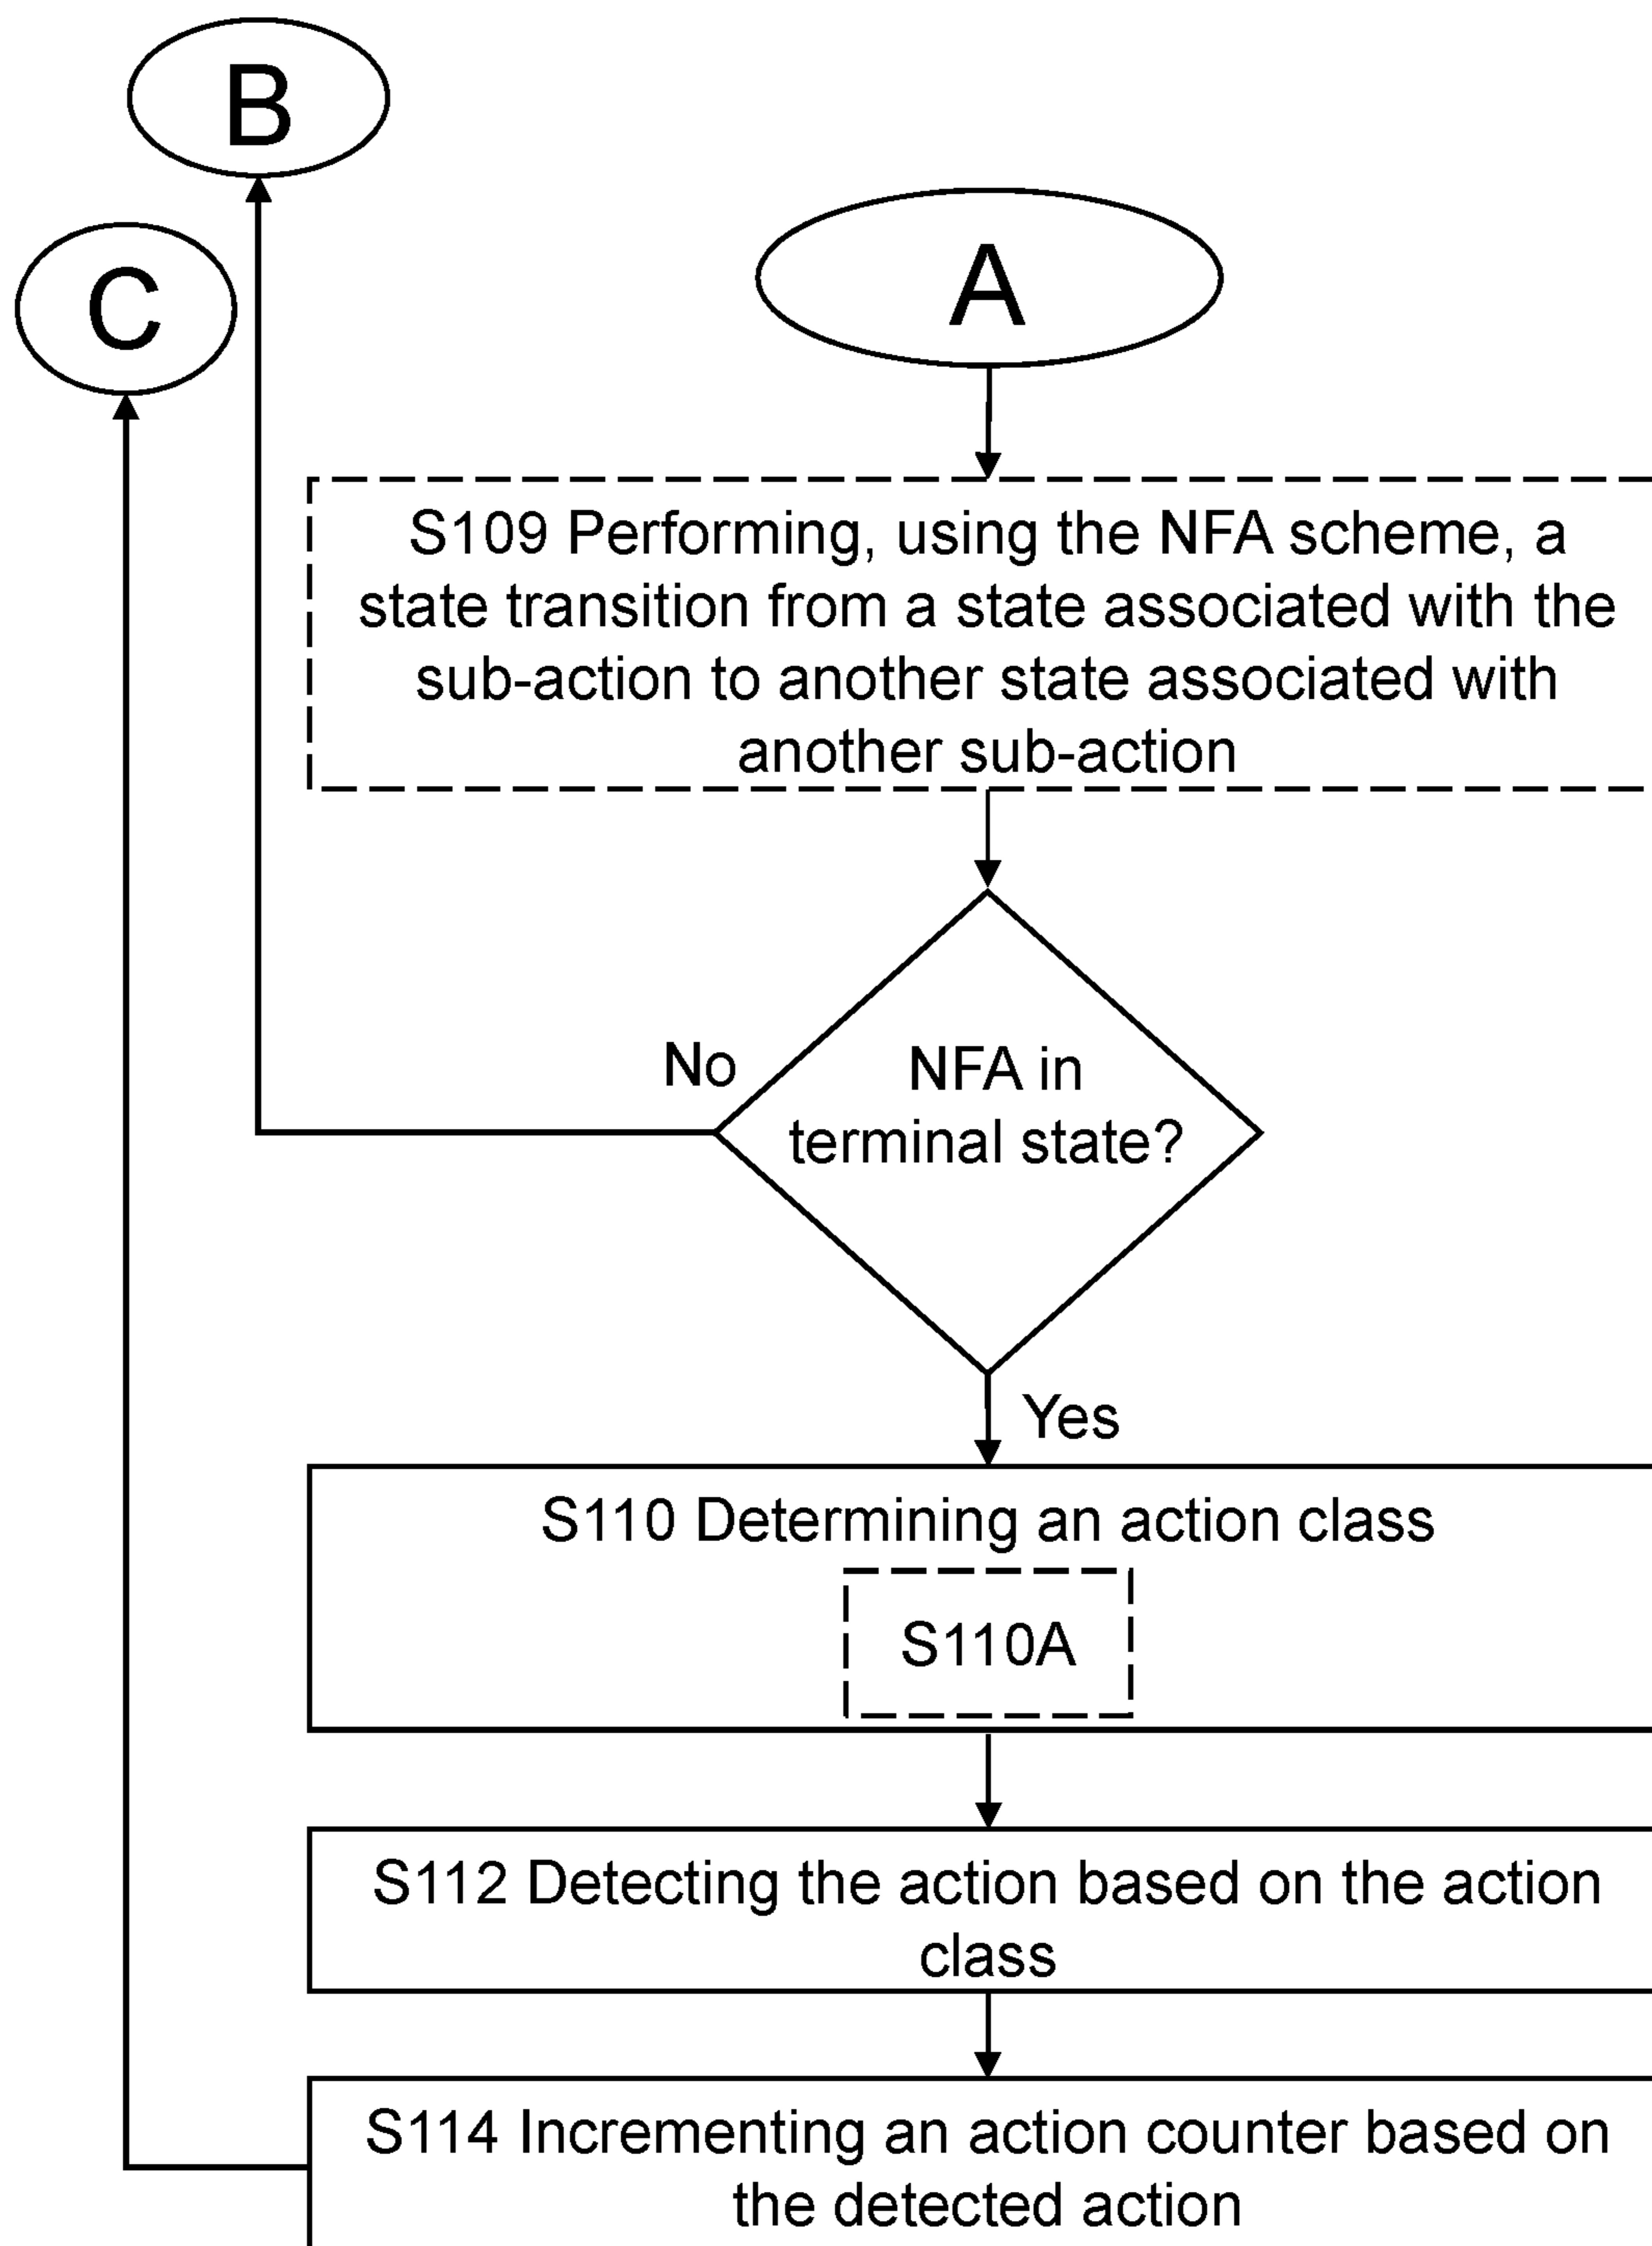 B
A
C
S109 Performing, using the NFA scheme, a
state transition from a state associated with the
sub-action to another state associated with
another sub-action
No
NFA in
terminal state?
Yes
S110 Determining an action class
S110A
S112 Detecting the action based on the action
class
S114 Incrementing an action counter based on
the detected action